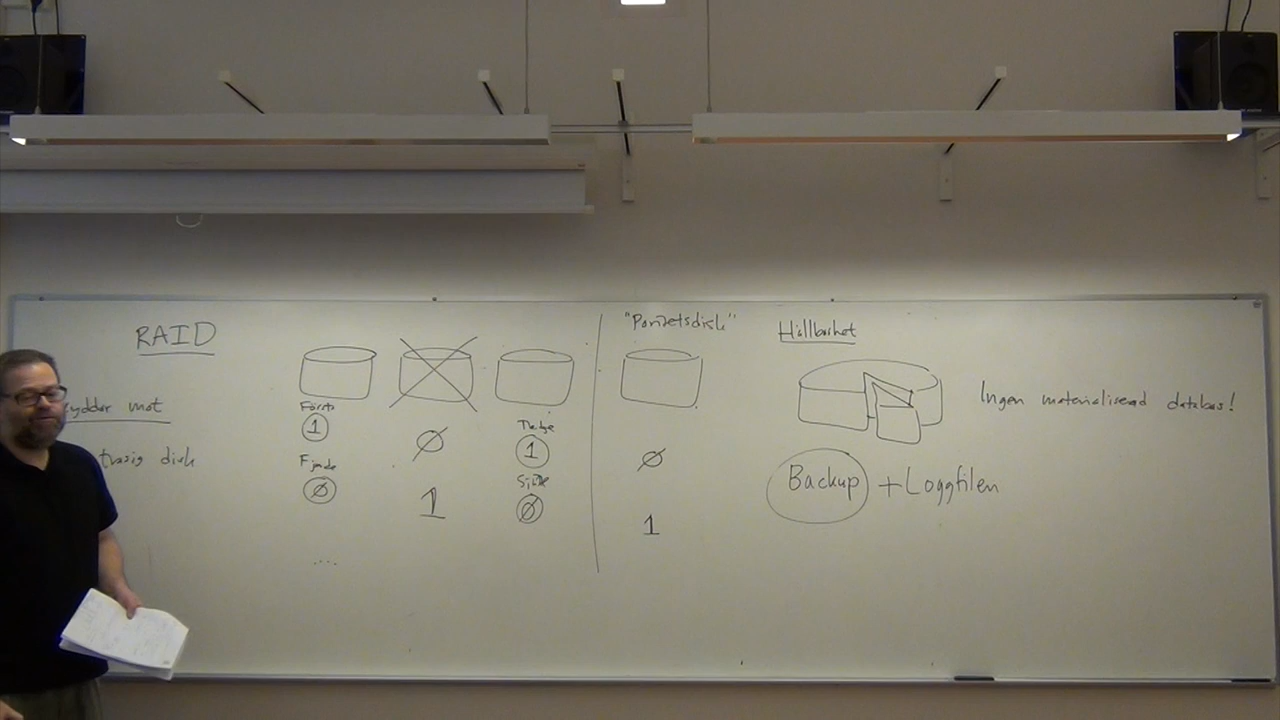 RAID
yddar mot
trasig disk
Första
1
Ø
Tredje
1
Fjärde
Ø
1
Sjätte
Ø
....
"Paritetsdisk"
Ø
1
Hållbarhet
Ingen materialiserad databas!
Backup + Loggfilen